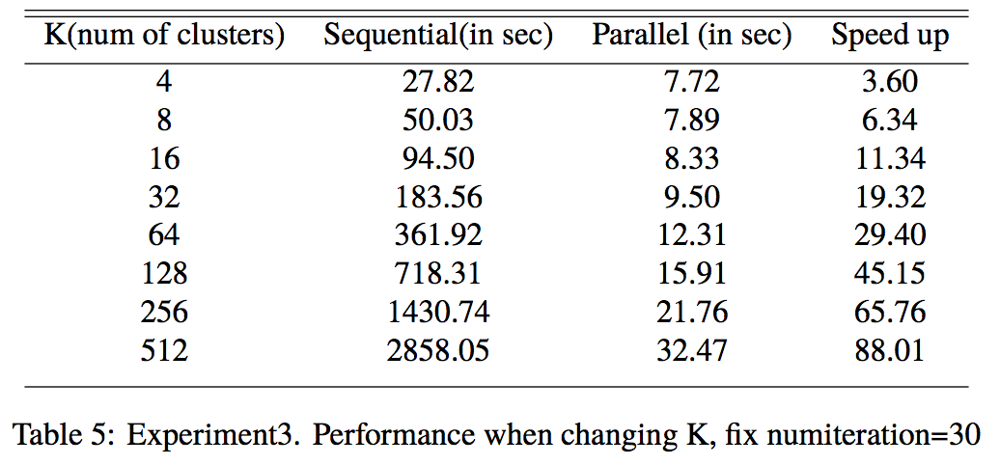 K(num of clusters) Sequential(in sec) Parallel (in sec) Speed up
4 27.82 7.72 3.60
8 50.03 7.89 6.34
16 94.50 8.33 11.34
32 183.56 9.50 19.32
64 361.92 12.31 29.40
128 718.31 15.91 45.15
256 1430.74 21.76 65.76
512 2858.05 32.47 88.01
Table 5: Experiment3. Performance when changing K, fix numiteration=30